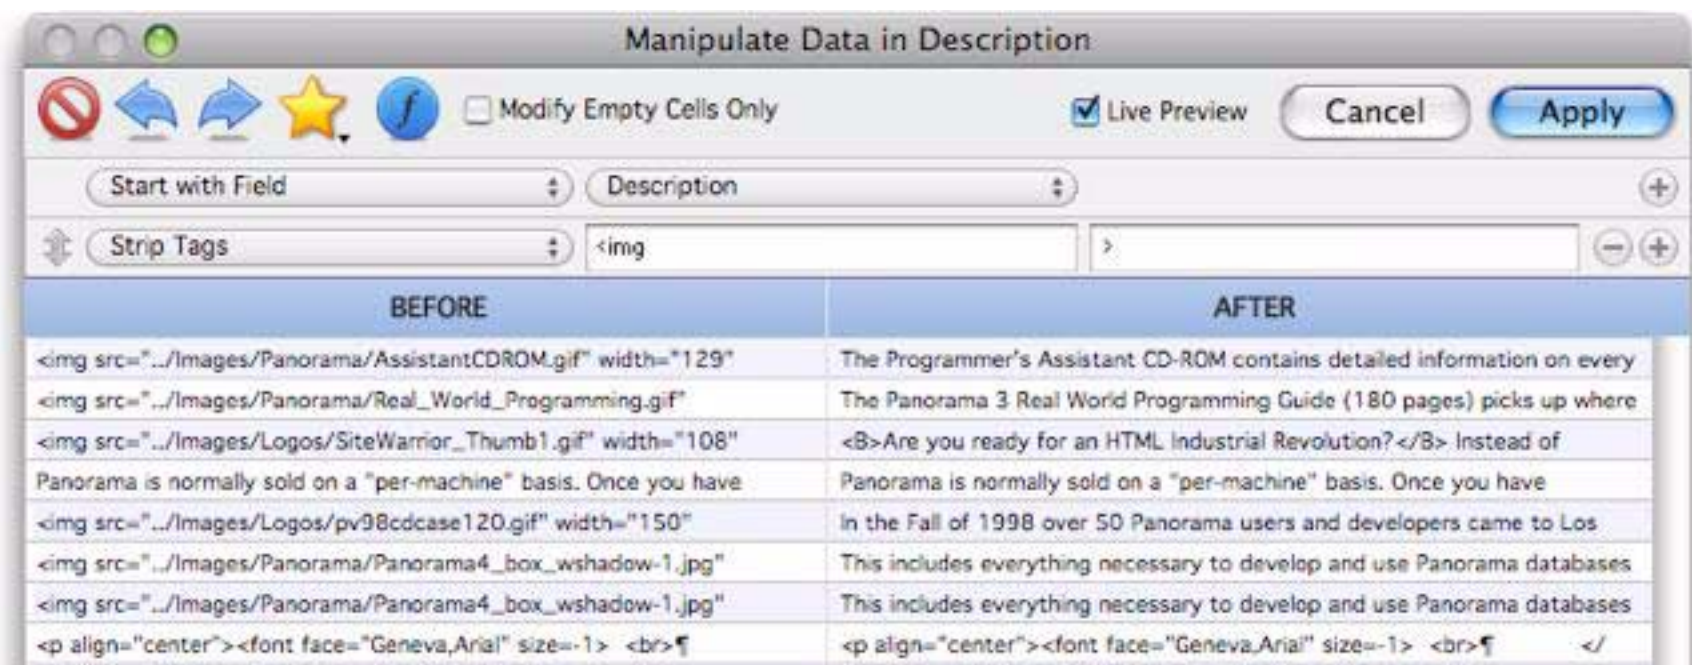 Manipulate Data in Description
f Modify Empty Cells Only Live Preview Cancel Apply
Start with Field Description
Strip Tags <img >
BEFORE AFTER
<img src="../Images/Panorama/AssistantCDROM.gif" width="129" The Programmer's Assistant CD-ROM contains detailed information on every
<img src="../Images/Panorama/Real_World_Programming.gif" The Panorama 3 Real World Programming Guide (180 pages) picks up where
<img src="../Images/Logos/SiteWarrior_Thumb1.gif" width="108" <B>Are you ready for an HTML Industrial Revolution?</B> Instead of
Panorama is normally sold on a "per-machine" basis. Once you have Panorama is normally sold on a "per-machine" basis. Once you have
<img src="../Images/Logos/pv98cdcase120.gif" width="150" In the Fall of 1998 over 50 Panorama users and developers came to Los
<img src="../Images/Panorama/Panorama4_box_wshadow-1.jpg" This includes everything necessary to develop and use Panorama databases
<img src="../Images/Panorama/Panorama4_box_wshadow-1.jpg" This includes everything necessary to develop and use Panorama databases
<p align="center"><font face="Geneva,Arial" size=-1> <br>¶ <p align="center"><font face="Geneva,Arial" size=-1> <br>¶ </